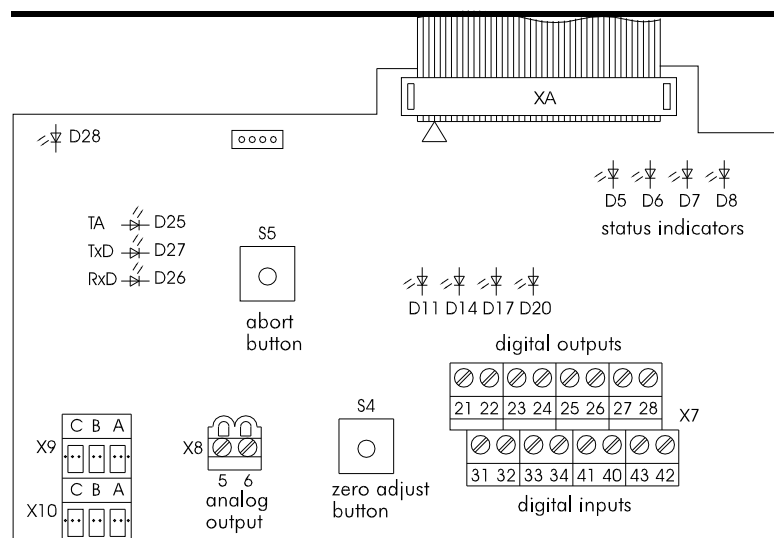 XA
D28
D5 D6 D7 D8
status indicators
TA D25
TxD D27
RxD D26
S5
abort
button
D11 D14 D17 D20
digital outputs
21 22 23 24 25 26 27 28
X7
31 32 33 34 41 40 43 42
digital inputs
S4
zero adjust
button
X8
5 6
analog
output
X9
C B A
X10
C B A